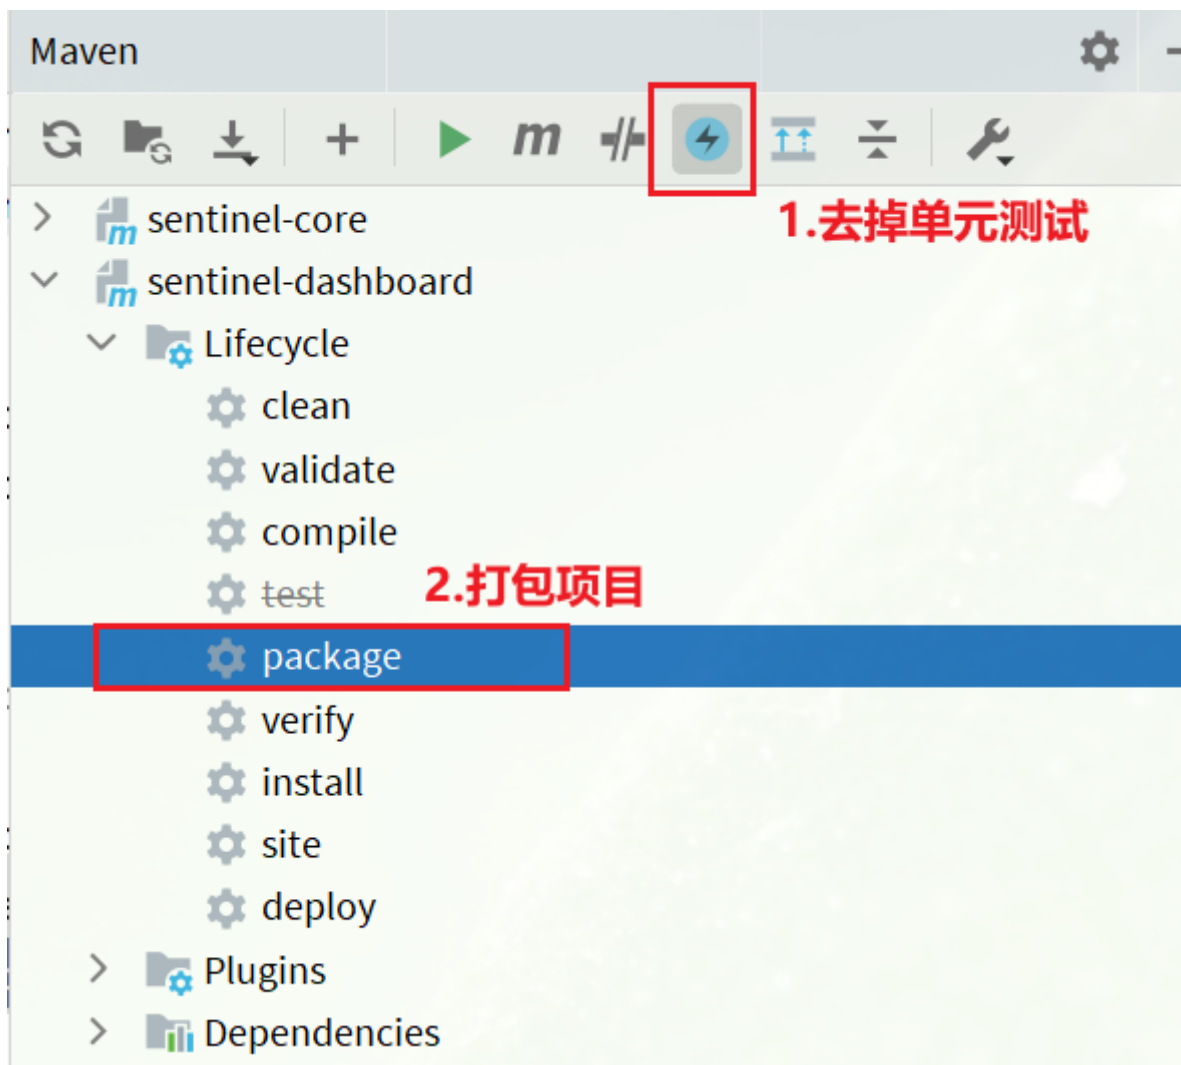 Maven
1.去掉单元测试
sentinel-core
sentinel-dashboard
Lifecycle
clean
validate
compile
test
2.打包项目
package
verify
install
site
deploy
Plugins
Dependencies